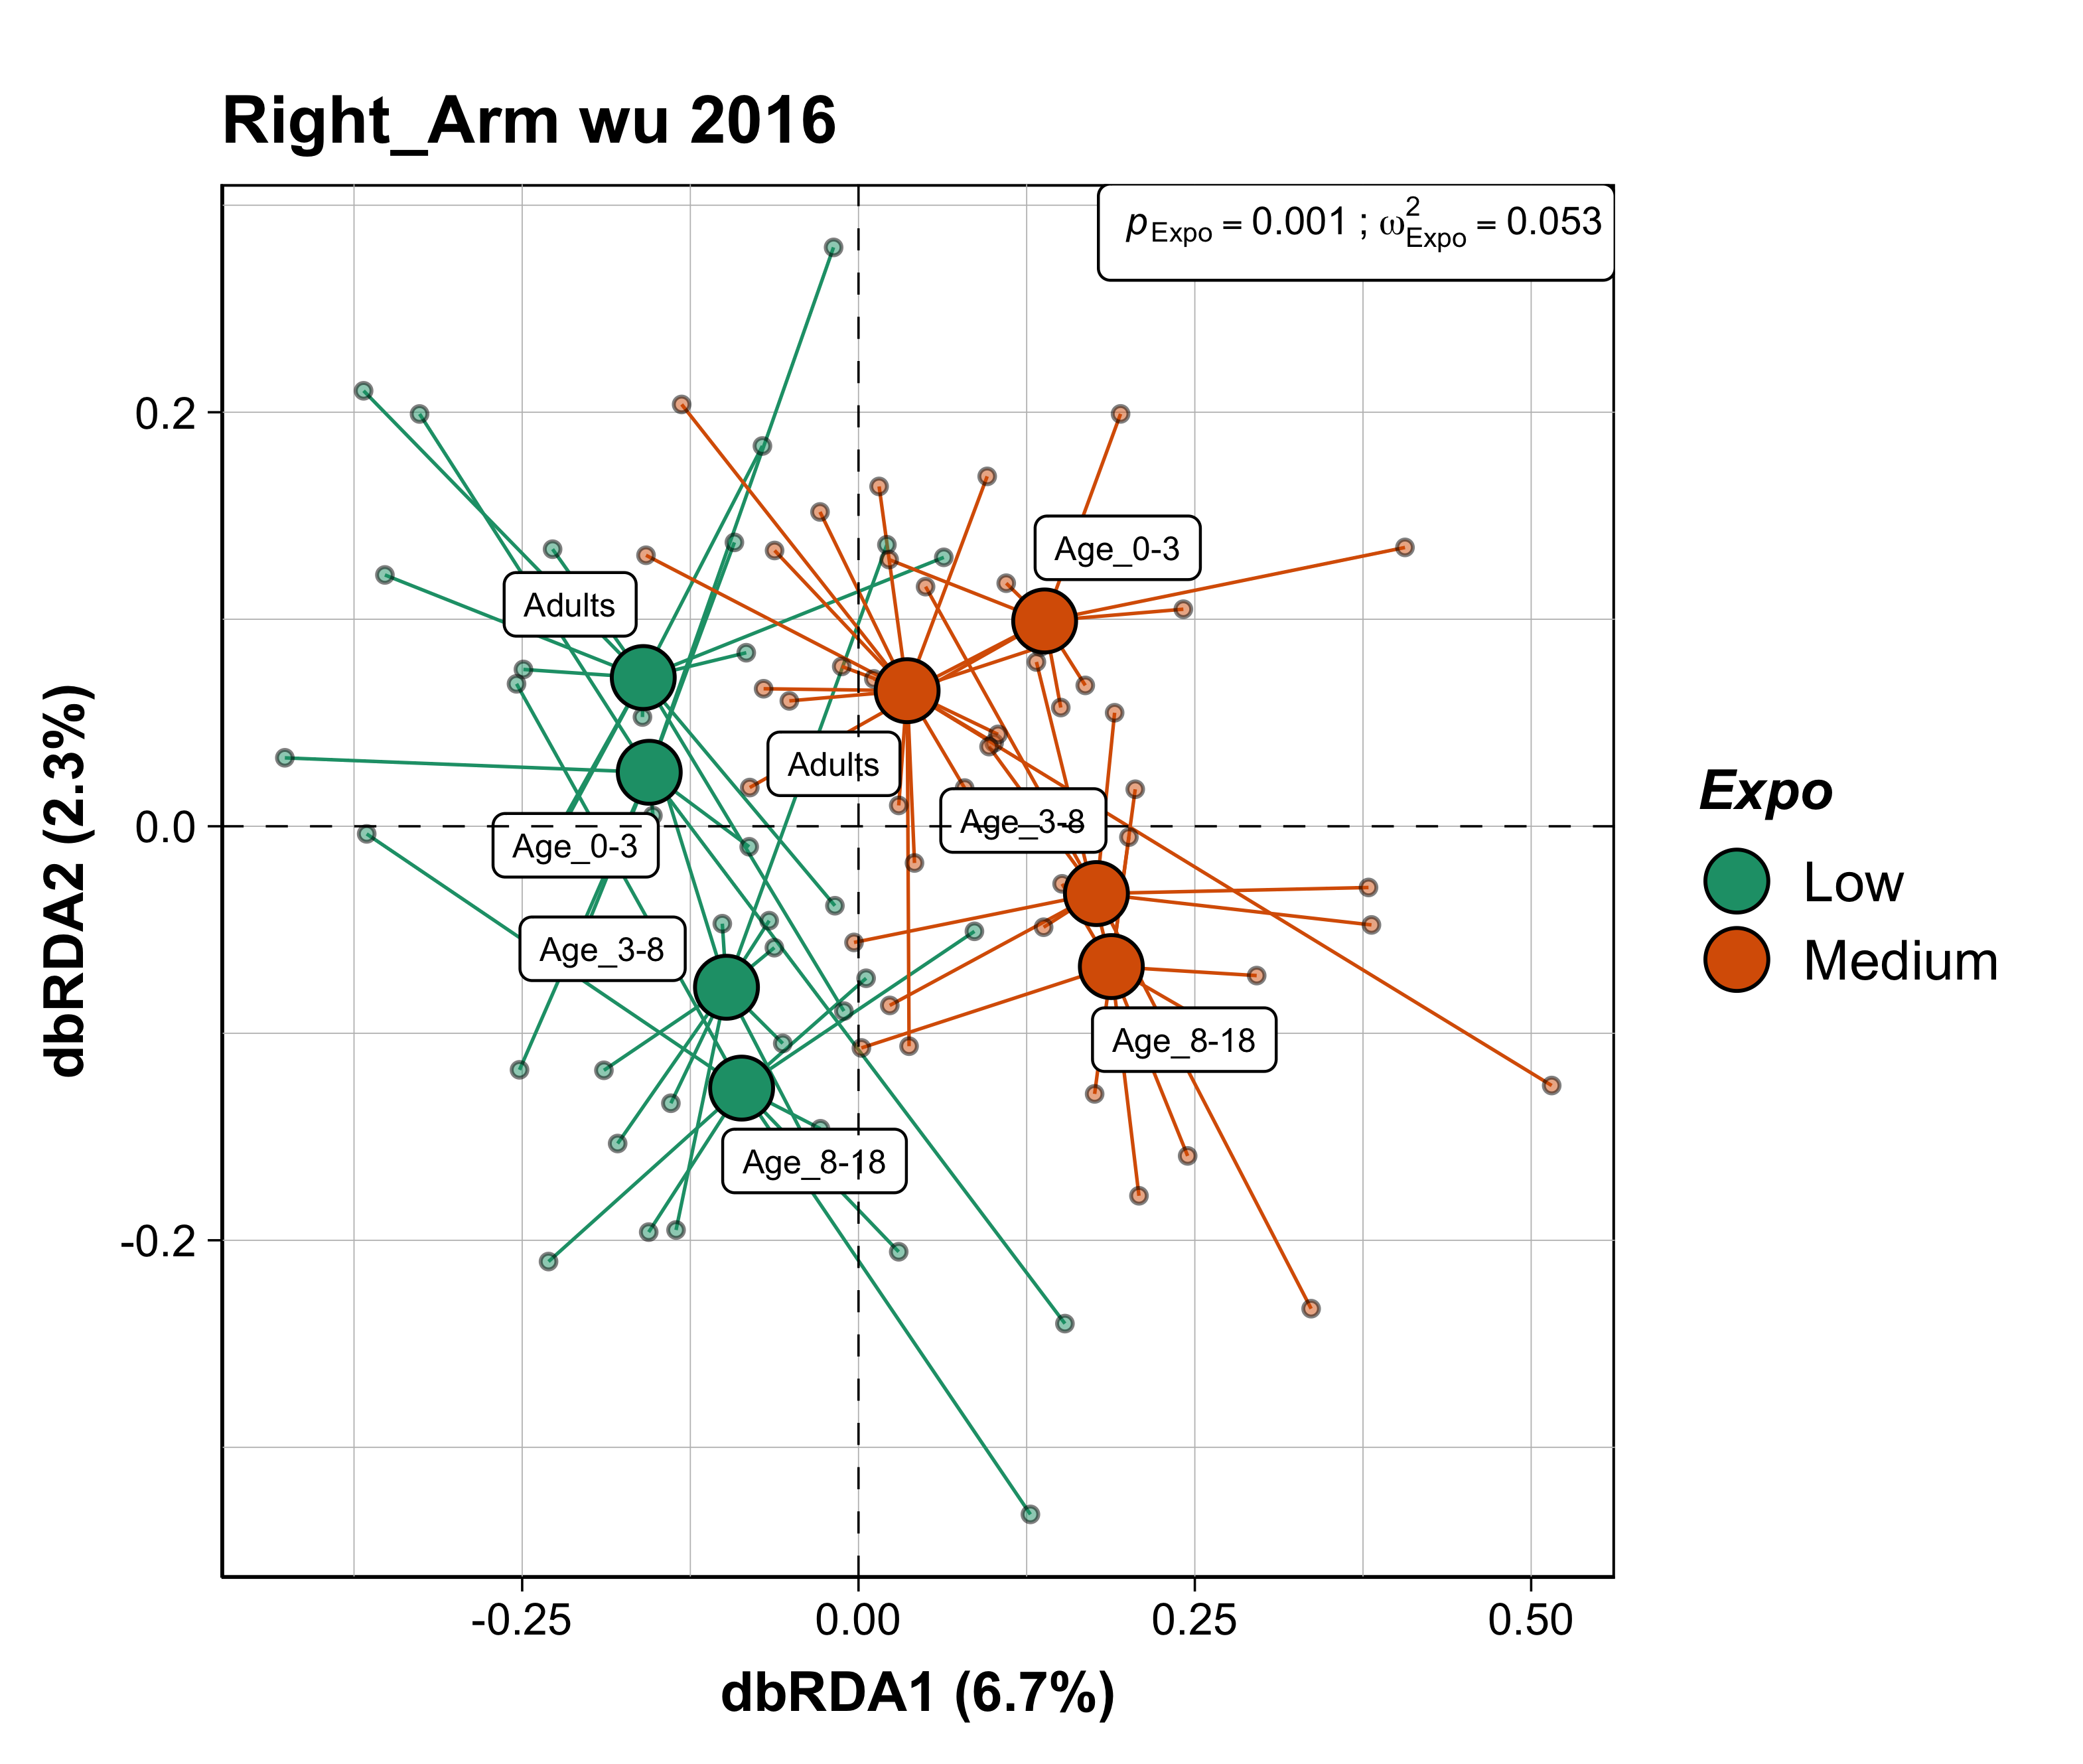 Right_Arm wu 2016
pExpo = 0.001 ; ω²Expo = 0.053
Age_0-3
Adults
Adults
Age_3-8
Age_0-3
Age_3-8
Age_8-18
Age_8-18
0.2
0.0
-0.2
dbRDA2 (2.3%)
-0.25
0.00
0.25
0.50
dbRDA1 (6.7%)
Expo
Low
Medium